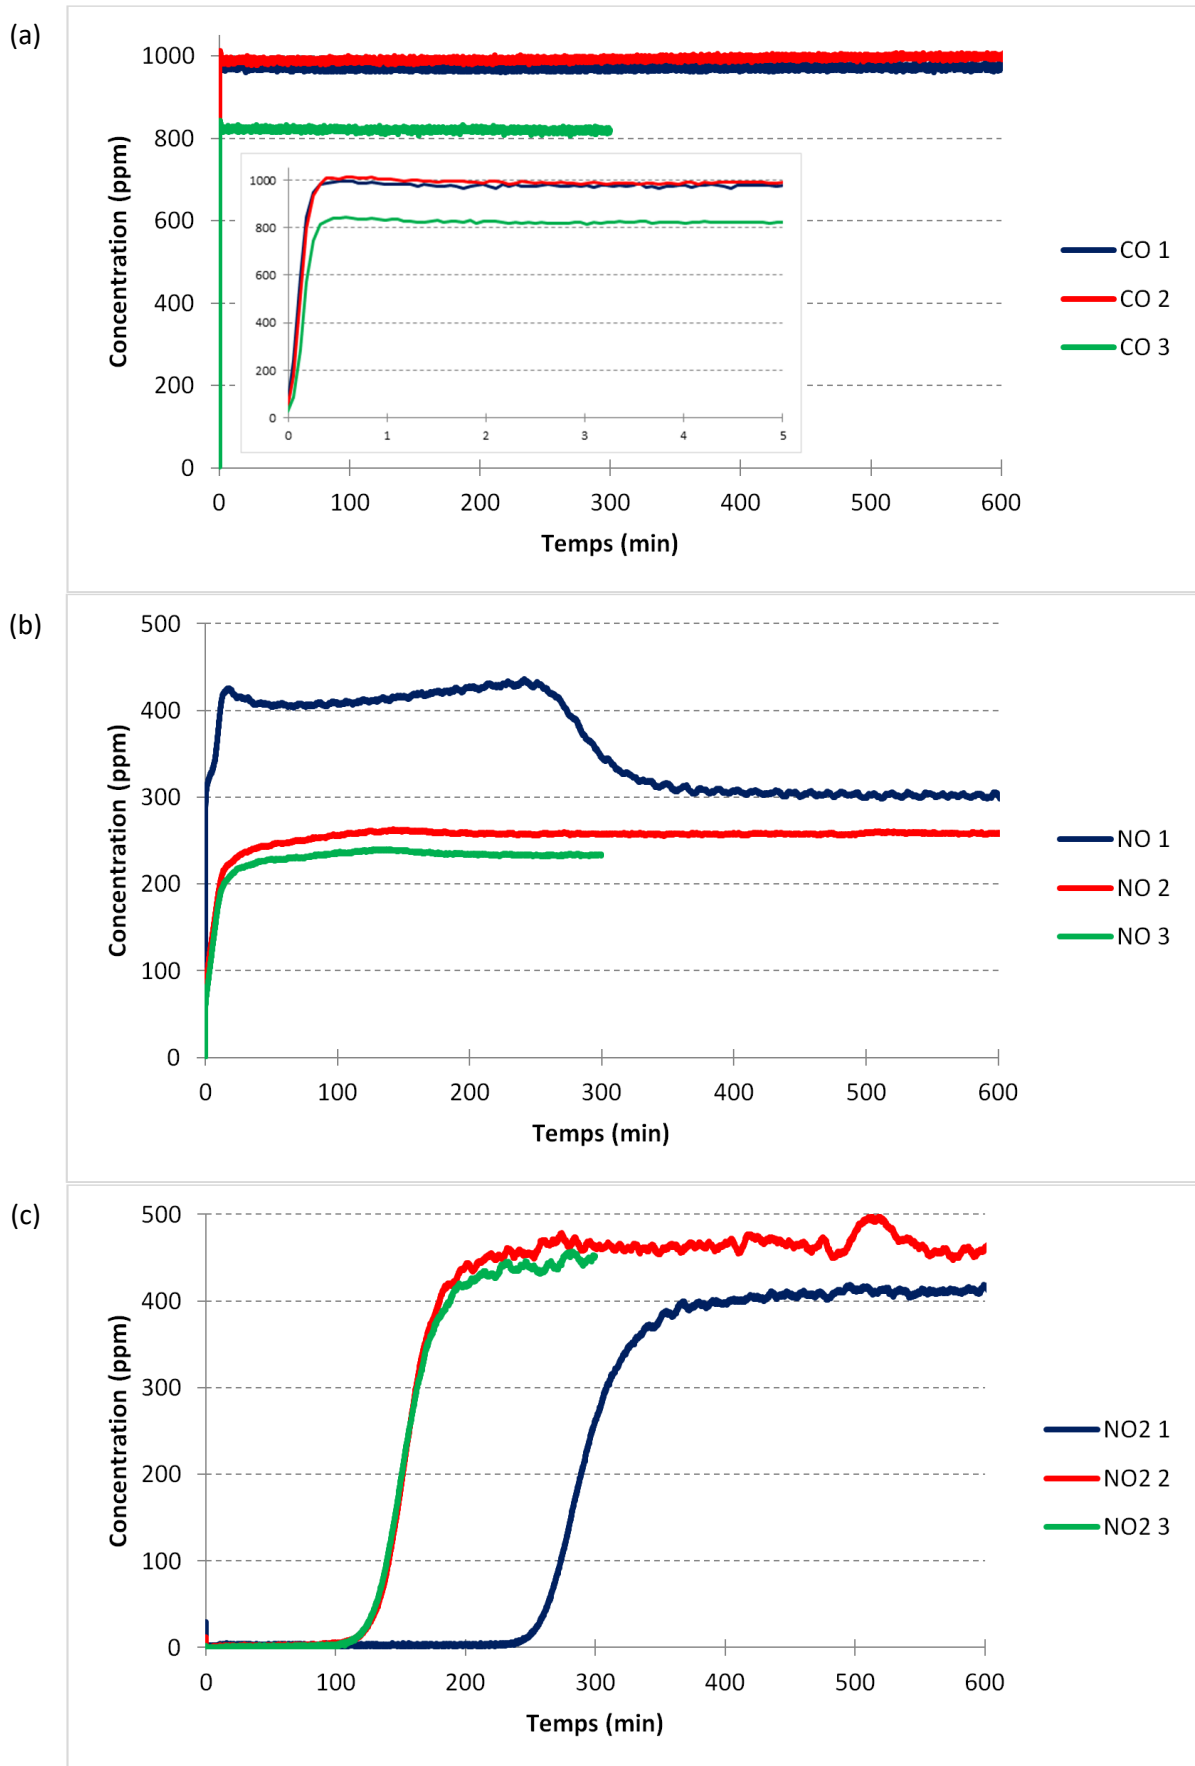 (a)
Concentration (ppm)
1000
800
600
400
200
0
0 100 200 300 400 500 600
Temps (min)
1000
800
600
400
200
0
0 1 2 3 4 5
CO 1
CO 2
CO 3
(b)
Concentration (ppm)
500
400
300
200
100
0
0 100 200 300 400 500 600
Temps (min)
NO 1
NO 2
NO 3
(c)
Concentration (ppm)
500
400
300
200
100
0
0 100 200 300 400 500 600
Temps (min)
NO2 1
NO2 2
NO2 3